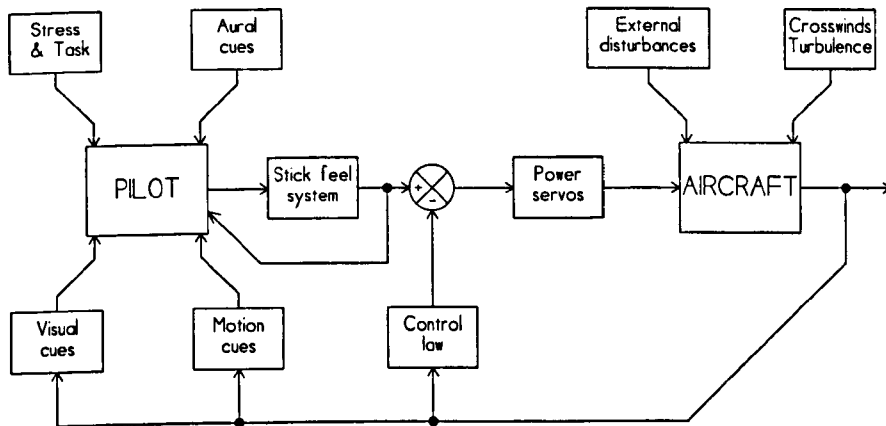 Stress
& Task
Aural
cues
External
disturbances
Crosswinds
Turbulence
PILOT
Stick feel
system
+
-
Power
servos
AIRCRAFT
Visual
cues
Motion
cues
Control
law